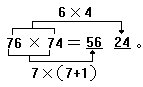 6 × 4
76 × 74 = 56 24 。
7 × (7+1)